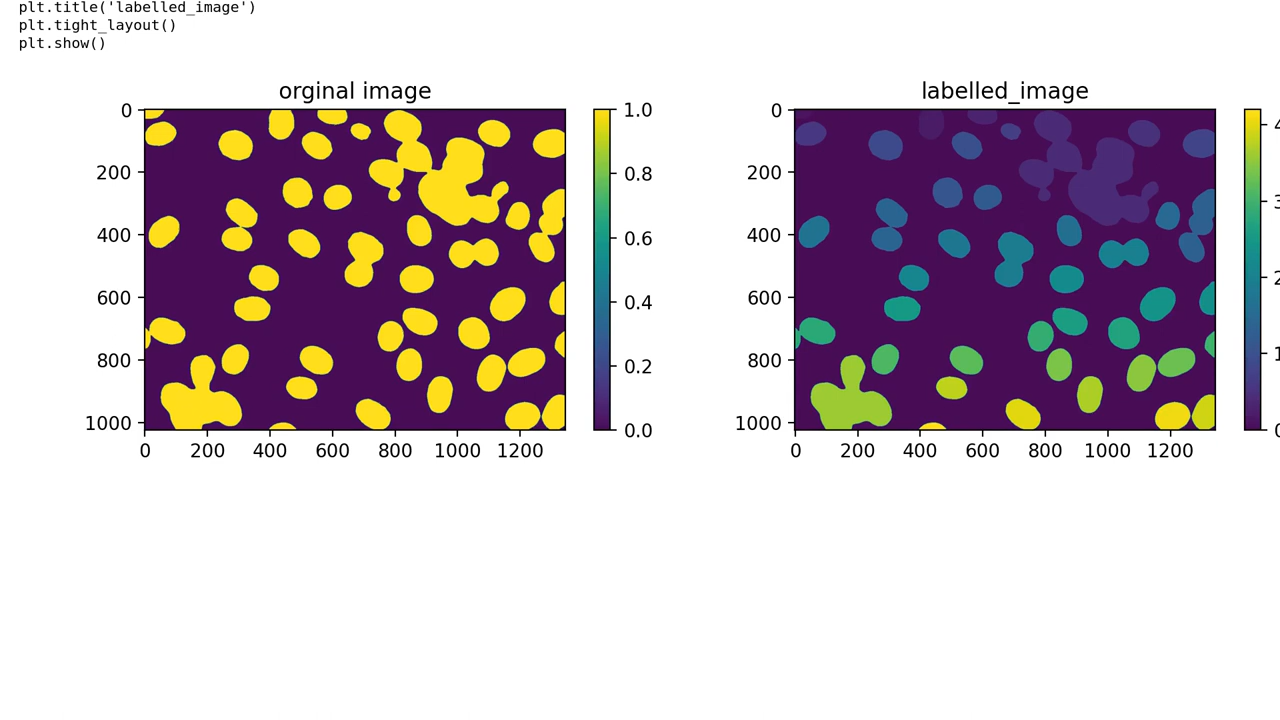 plt.title('labelled_image')
plt.tight_layout()
plt.show()
orginal image
0
200
400
600
800
1000
0 200 400 600 800 1000 1200
1.0
0.8
0.6
0.4
0.2
0.0
labelled_image
0
200
400
600
800
1000
0 200 400 600 800 1000 1200